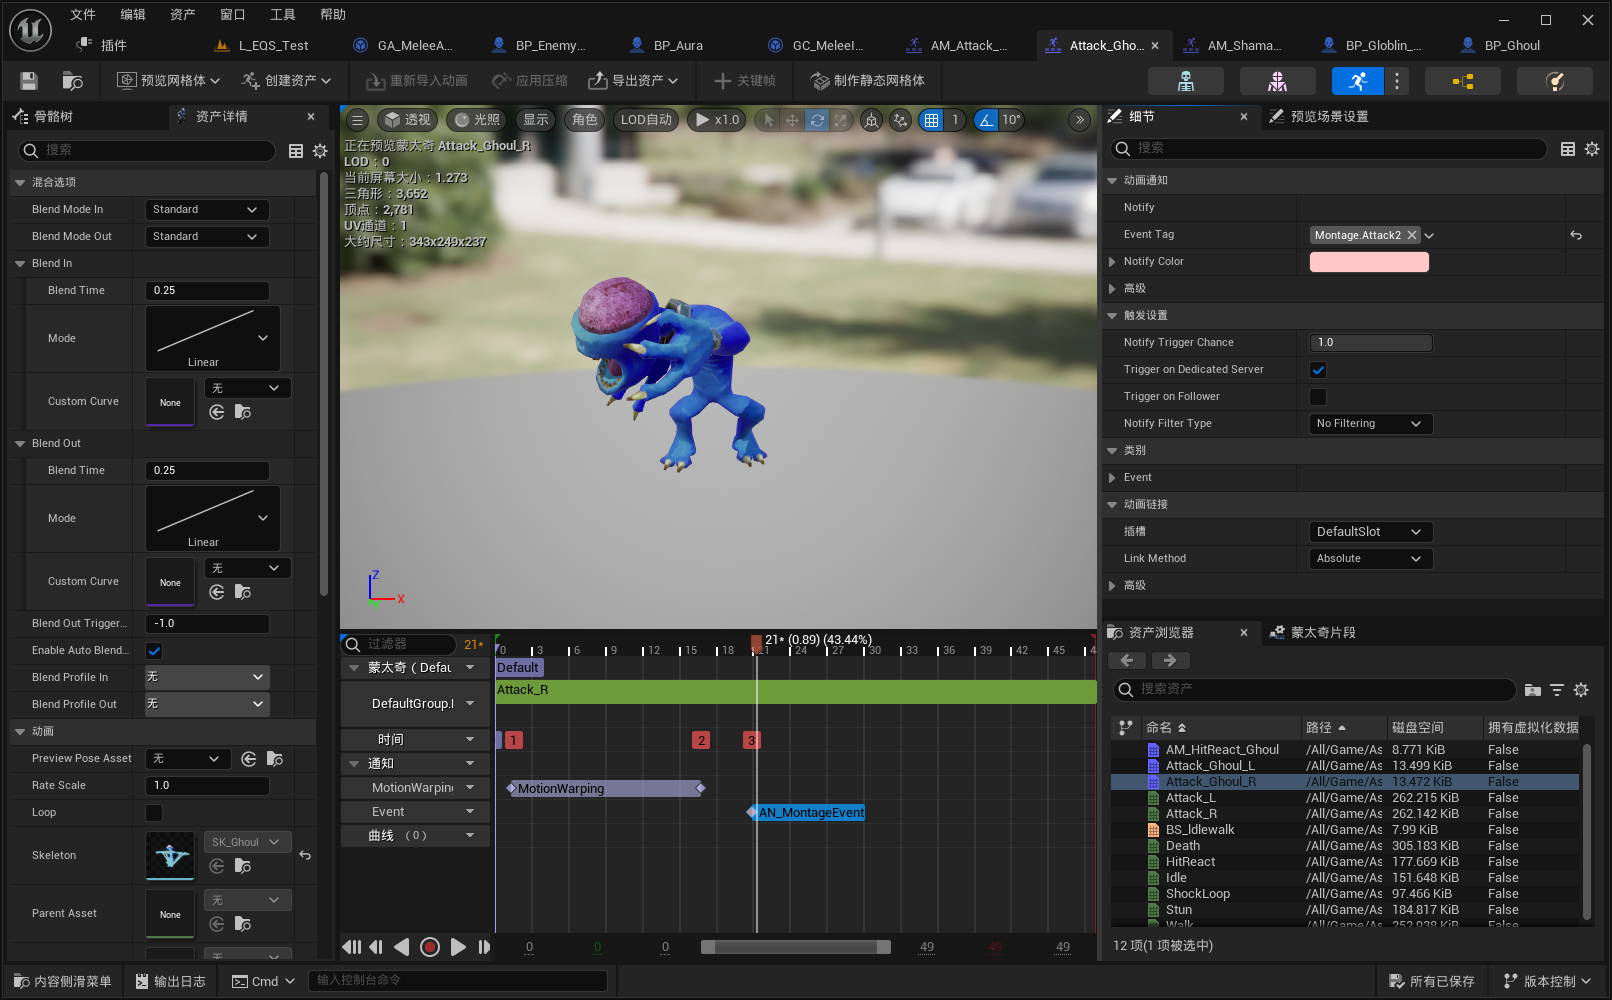 文件
编辑
资产
窗口
工具
帮助
插件
L_EQS_Test
GA_MeleeA...
BP_Enemy...
BP_Aura
GC_MeleeI...
AM_Attack_...
Attack_Gho...
AM_Shama...
BP_Globlin_...
BP_Ghoul
预览网格体
创建资产
重新导入动画
应用压缩
导出资产
关键帧
制作静态网格体
骨骼树
资产详情
搜索
混合选项
Blend Mode In Standard
Blend Mode Out Standard
Blend In
Blend Time 0.25
Mode
Linear
Custom Curve None 无
Blend Out
Blend Time 0.25
Mode
Linear
Custom Curve None 无
Blend Out Trigger... -1.0
Enable Auto Blend...
Blend Profile In 无
Blend Profile Out 无
动画
Preview Pose Asset 无
Rate Scale 1.0
Loop
Skeleton SK_Ghoul
Parent Asset None 无
无
透视
光照
显示
角色
LOD自动
x1.0
1
10°
正在预览蒙太奇 Attack_Ghoul_R
LOD：0
当前屏幕大小：1.273
三角形：3,652
顶点：2,781
UV通道：1
大约尺寸：343x249x237
Z
X
过滤器 21*
21* (0.89) (43.44%)
0 3 6 9 12 15 18 21 24 27 30 33 36 39 42 45 4
蒙太奇（Defau Default
Attack_R
DefaultGroup.I
时间 1 2 3
通知
MotionWarpin MotionWarping
Event AN_MontageEvent
曲线 （0）
0 0 0 49 49 49
细节
预览场景设置
搜索
动画通知
Notify
Event Tag Montage.Attack2
Notify Color
高级
触发设置
Notify Trigger Chance 1.0
Trigger on Dedicated Server
Trigger on Follower
Notify Filter Type No Filtering
类别
Event
动画链接
插槽 DefaultSlot
Link Method Absolute
高级
资产浏览器
蒙太奇片段
搜索资产
命名 路径 磁盘空间 拥有虚拟化数据
AM_HitReact_Ghoul /All/Game/As 8.771 KiB False
Attack_Ghoul_L /All/Game/As 13.499 KiB False
Attack_Ghoul_R /All/Game/As 13.472 KiB False
Attack_L /All/Game/As 262.215 KiB False
Attack_R /All/Game/As 262.142 KiB False
BS_ldlewalk /All/Game/As 7.99 KiB False
Death /All/Game/As 305.183 KiB False
HitReact /All/Game/As 177.669 KiB False
Idle /All/Game/As 151.648 KiB False
ShockLoop /All/Game/As 97.466 KiB False
Stun /All/Game/As 184.817 KiB False
Walk /All/Game/As 252.938 KiB False
12 项(1 项被选中)
内容侧滑菜单
输出日志
Cmd
输入控制台命令
所有已保存
版本控制